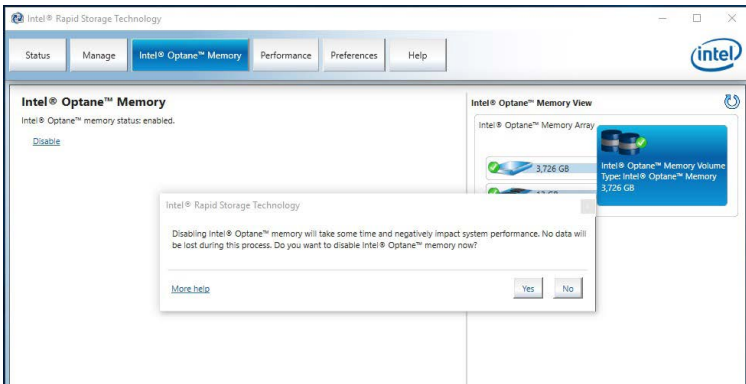 Intel® Rapid Storage Technology
Status
Manage
Intel® Optane™ Memory
Performance
Preferences
Help
intel
Intel® Optane™ Memory
Intel® Optane™ memory status: enabled.
Disable
Intel® Optane™ Memory View
Intel® Optane™ Memory Array
3,726 GB
Intel® Optane™ Memory Volume
Type: Intel® Optane™ Memory
3,726 GB
Intel® Rapid Storage Technology
Disabling Intel® Optane™ memory will take some time and negatively impact system performance. No data will
be lost during this process. Do you want to disable Intel® Optane™ memory now?
More help
Yes
No